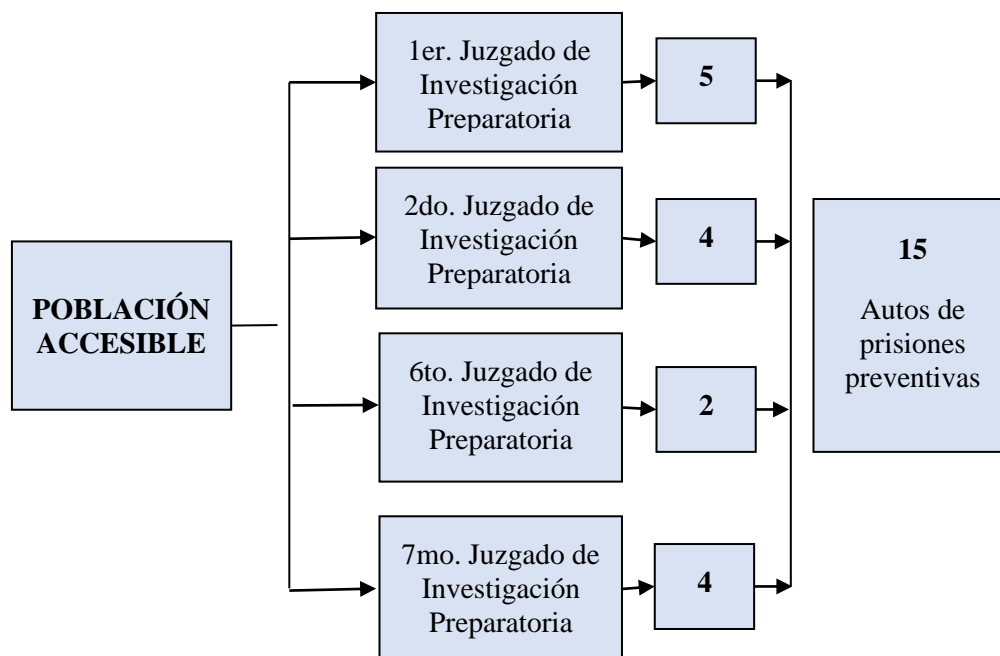 POBLACIÓN
ACCESIBLE
1er. Juzgado de
Investigación
Preparatoria
5
2do. Juzgado de
Investigación
Preparatoria
4
6to. Juzgado de
Investigación
Preparatoria
2
7mo. Juzgado de
Investigación
Preparatoria
4
15
Autos de
prisiones
preventivas